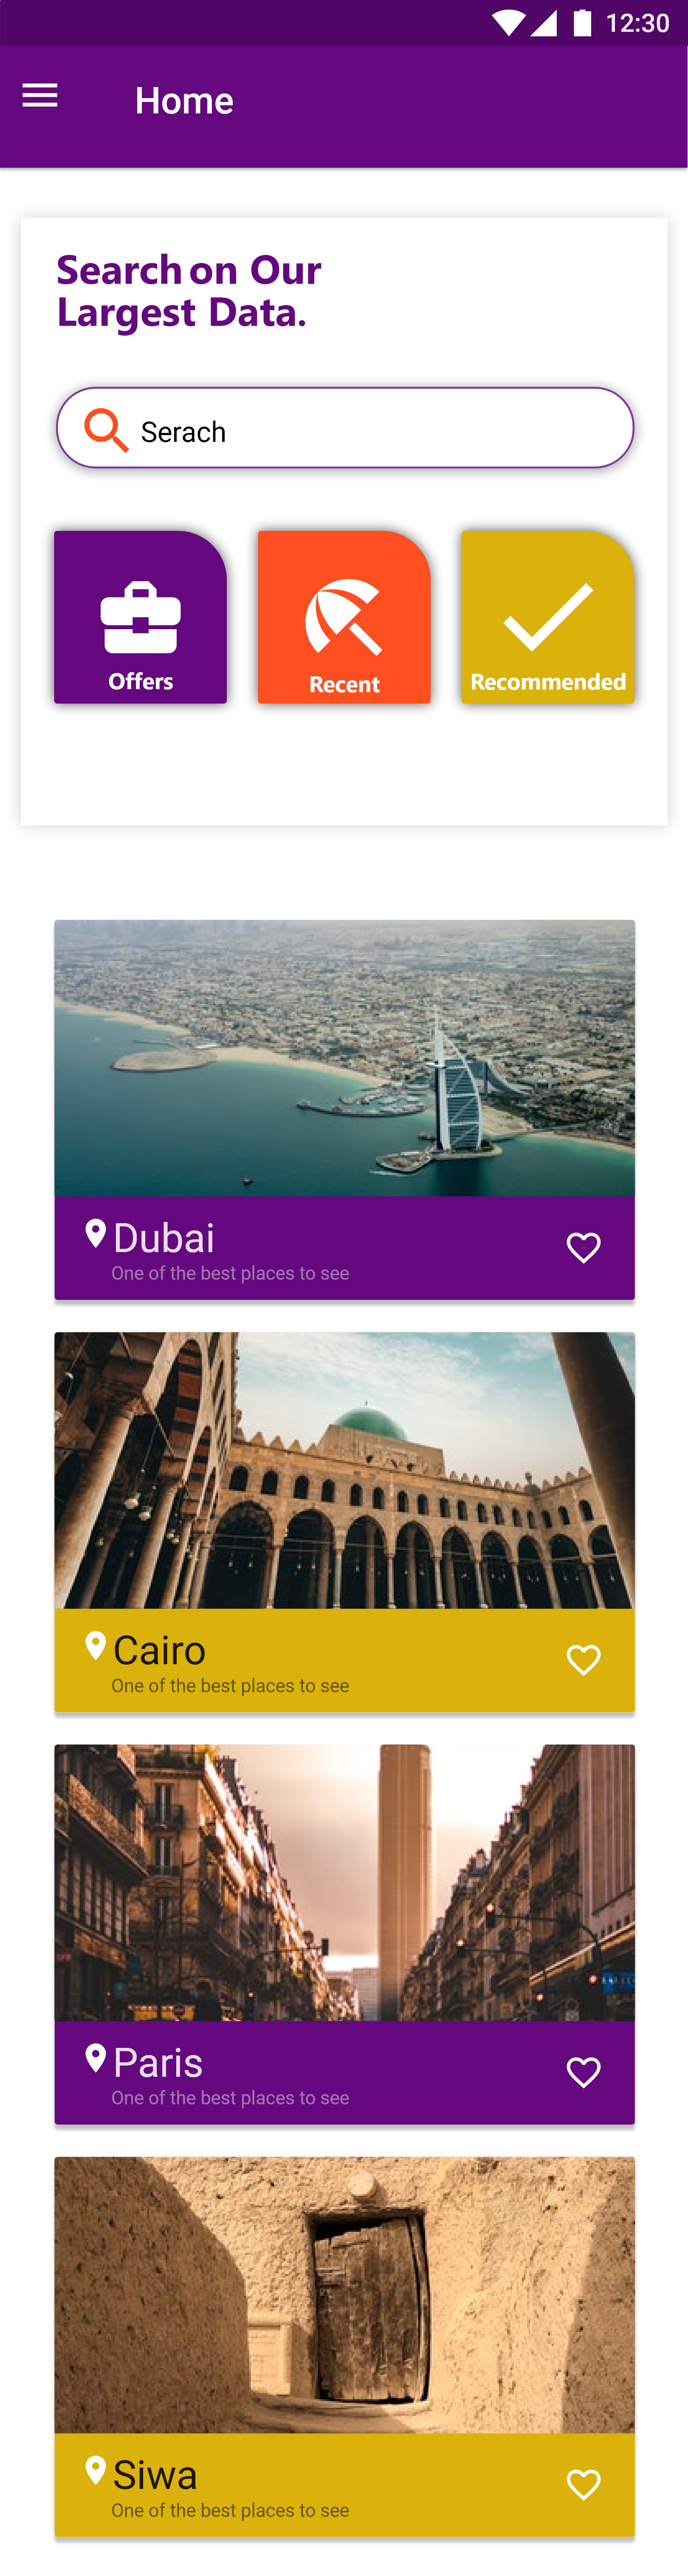 12:30
Home
Search on Our
Largest Data.
Serach
Offers
Recent
Recommended
Dubai
One of the best places to see
Cairo
One of the best places to see
Paris
One of the best places to see
Siwa
One of the best places to see